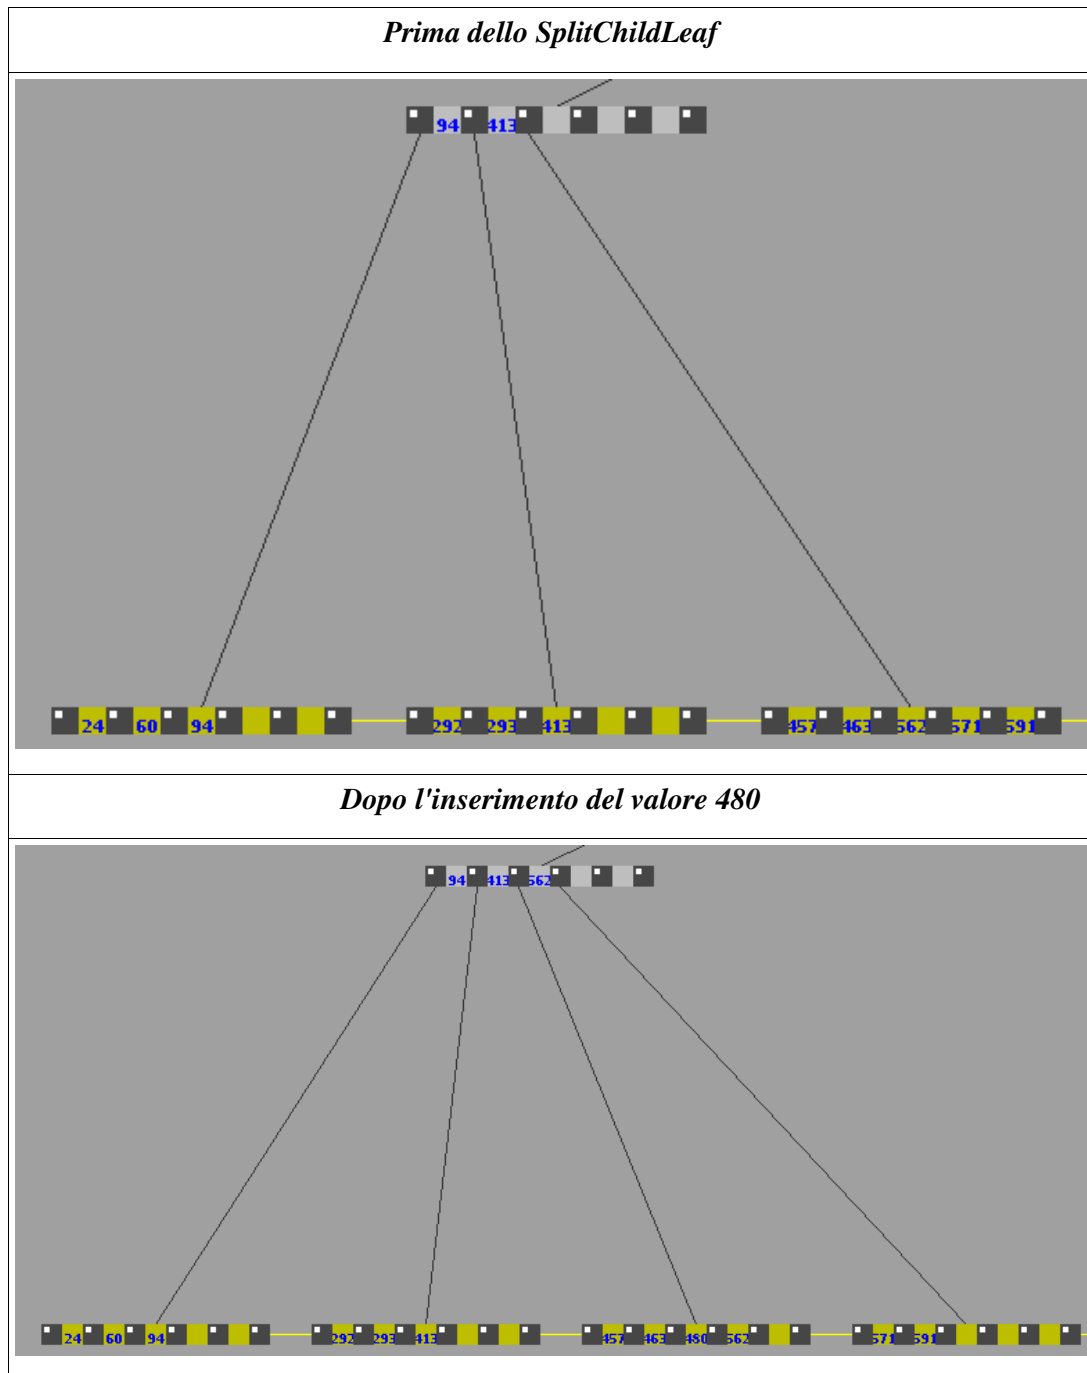 Prima dello SplitChildLeaf
94 413
24 60 94 292 293 413 457 463 562 571 591
Dopo l'inserimento del valore 480
94 413 562
24 60 94 292 293 413 457 463 480 562 571 591